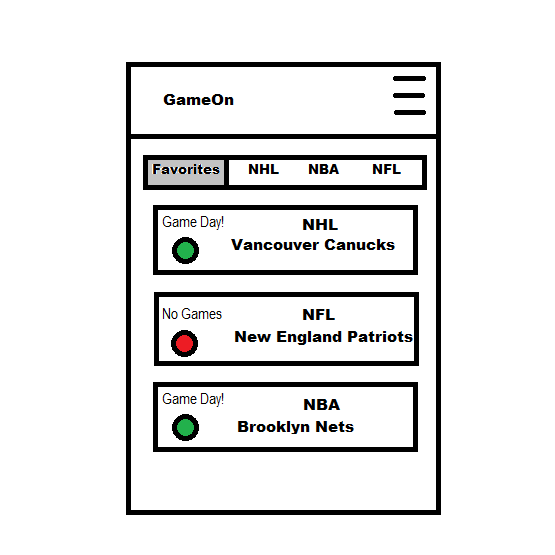 GameOn
Favorites NHL NBA NFL
Game Day!
NHL
Vancouver Canucks
No Games
NFL
New England Patriots
Game Day!
NBA
Brooklyn Nets